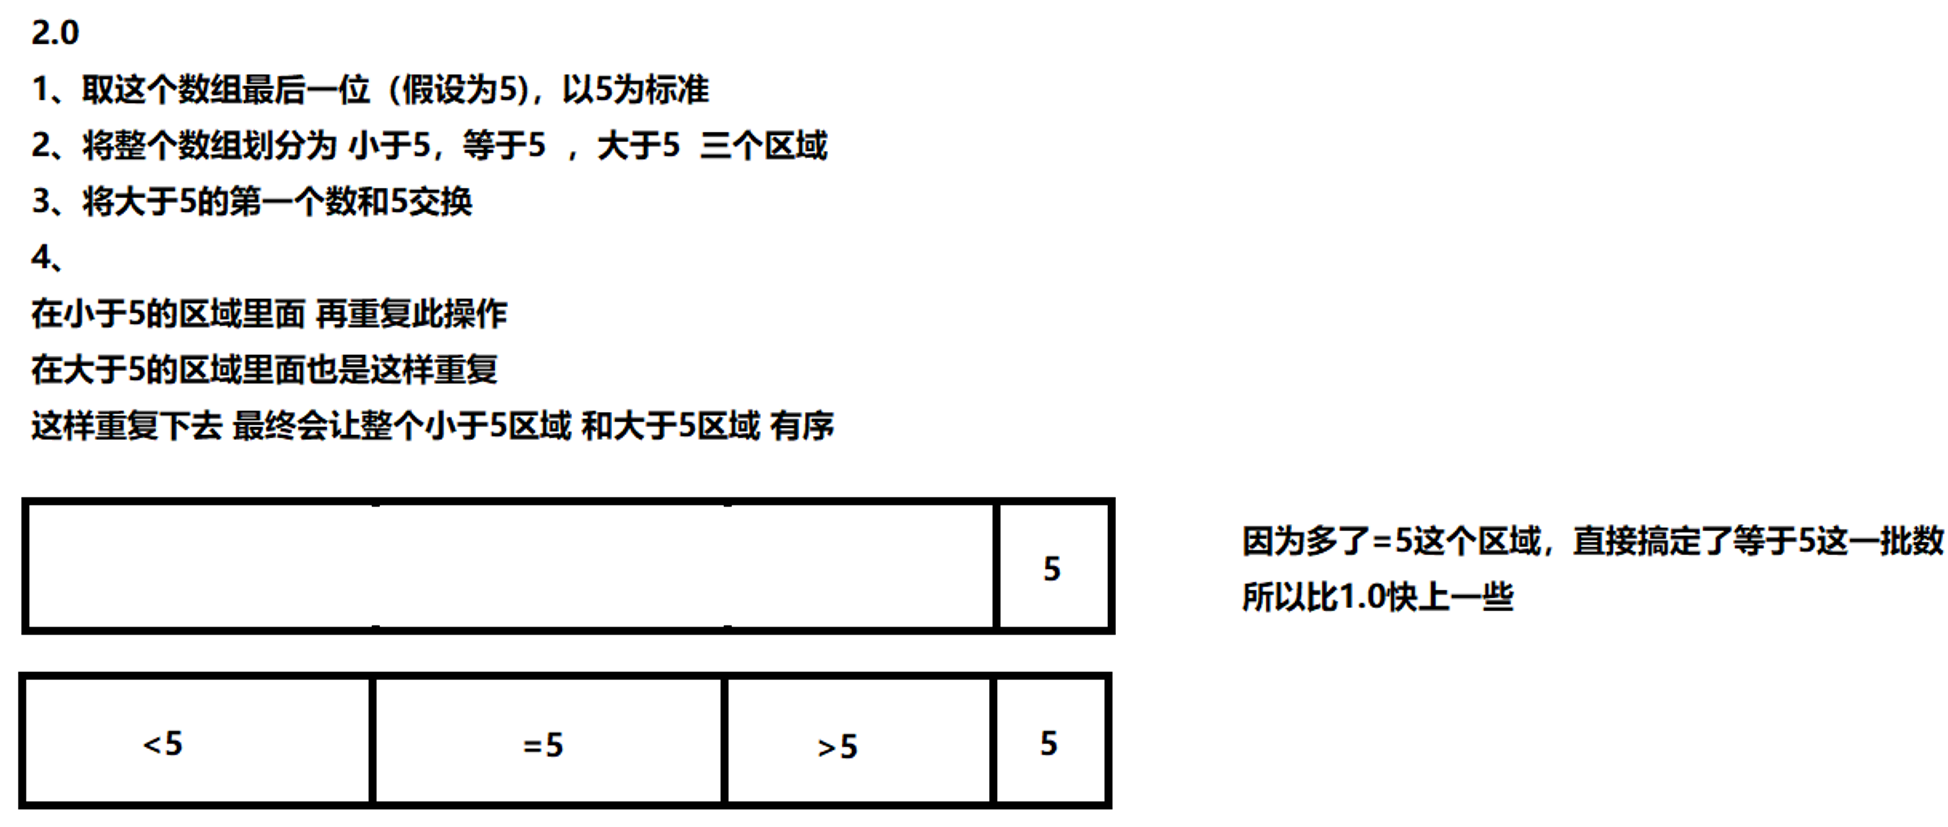 2.0
1、取这个数组最后一位（假设为5)，以5为标准
2、将整个数组划分为 小于5，等于5 ，大于5 三个区域
3、将大于5的第一个数和5交换
4、
在小于5的区域里面 再重复此操作
在大于5的区域里面也是这样重复
这样重复下去 最终会让整个小于5区域 和大于5区域 有序
5
因为多了=5这个区域，直接搞定了等于5这一批数
所以比1.0快上一些
<5 =5 >5 5